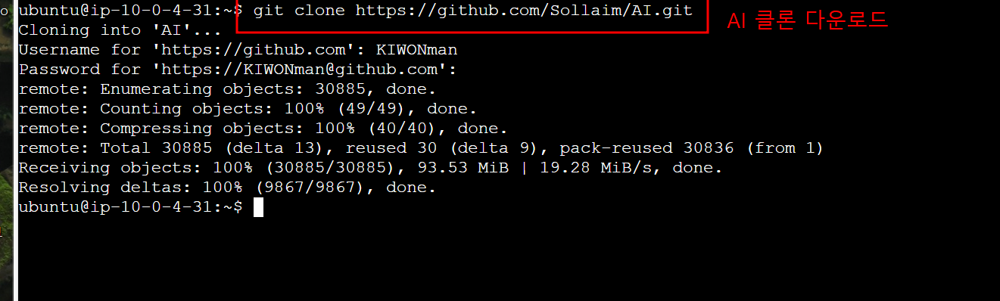 ubuntu@ip-10-0-4-31:~$ git clone https://github.com/Sollaim/AI.git
AI 클론 다운로드
Cloning into 'AI'...
Username for 'https://github.com': KIWONman
Password for 'https://KIWONman@github.com':
remote: Enumerating objects: 30885, done.
remote: Counting objects: 100% (49/49), done.
remote: Compressing objects: 100% (40/40), done.
remote: Total 30885 (delta 13), reused 30 (delta 9), pack-reused 30836 (from 1)
Receiving objects: 100% (30885/30885), 93.53 MiB | 19.28 MiB/s, done.
Resolving deltas: 100% (9867/9867), done.
ubuntu@ip-10-0-4-31:~$